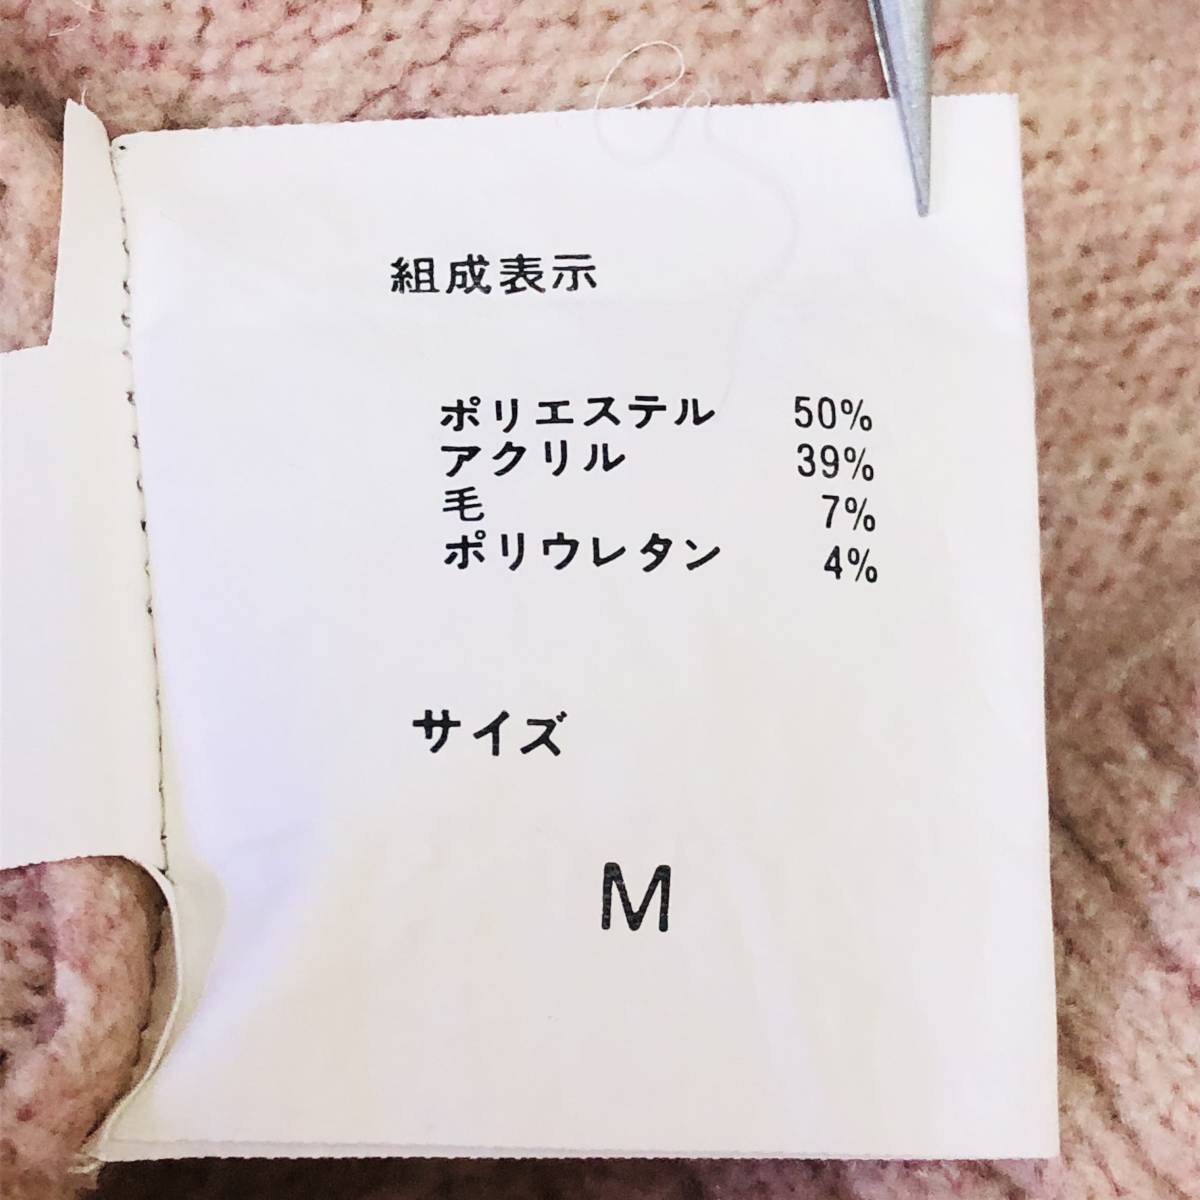 組成表示
ポリエステル 50%
アクリル 39%
毛 7%
ポリウレタン 4%
サイズ
M